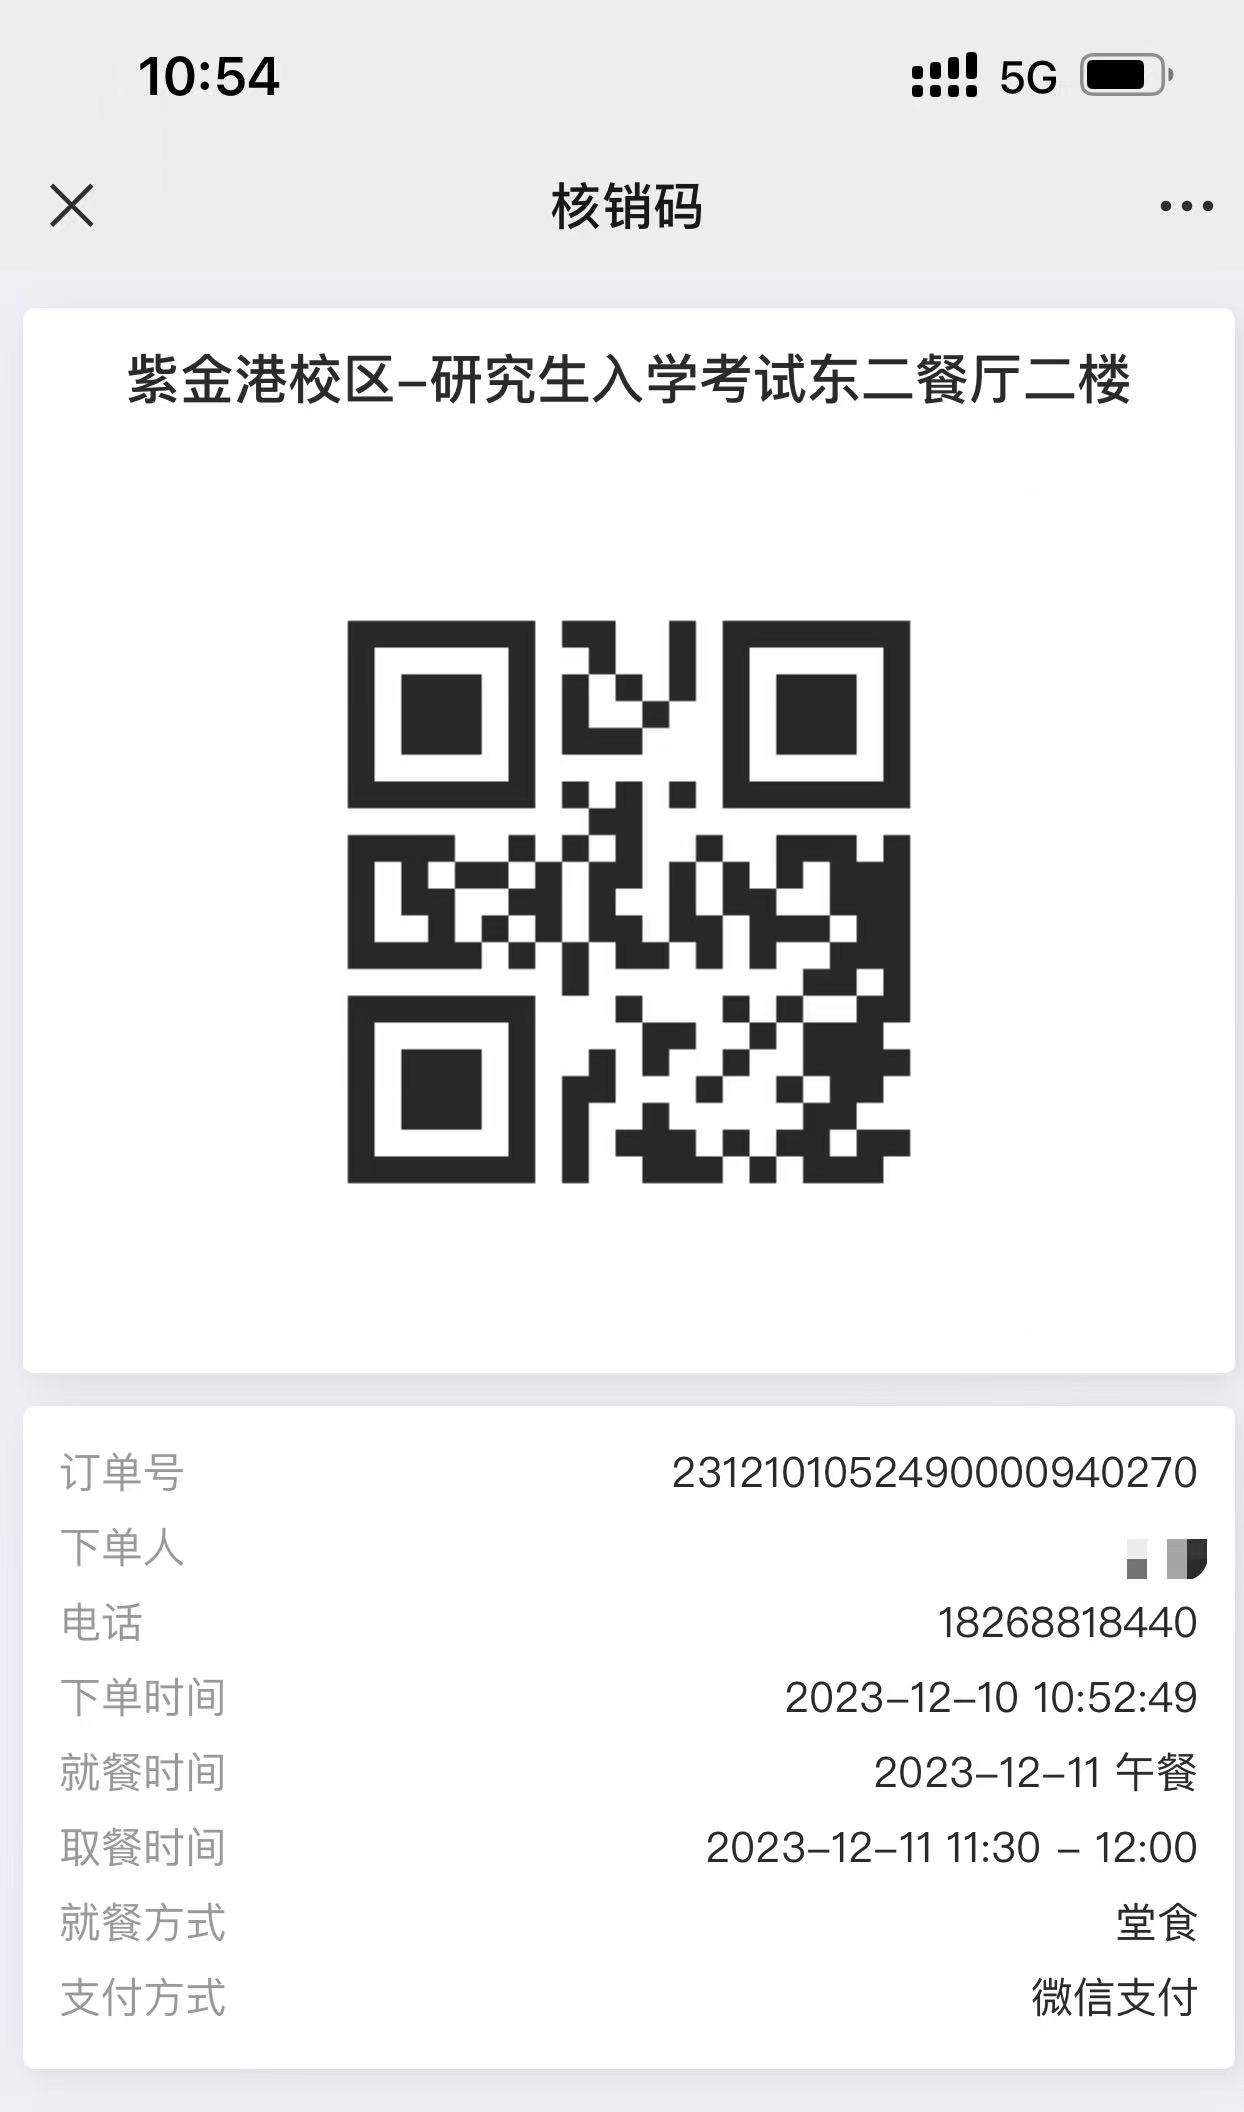 10:54
5G
核销码
紫金港校区-研究生入学考试东二餐厅二楼
订单号 2312101052490000940270
下单人
电话 18268818440
下单时间 2023-12-10 10:52:49
就餐时间 2023-12-11 午餐
取餐时间 2023-12-11 11:30 - 12:00
就餐方式 堂食
支付方式 微信支付